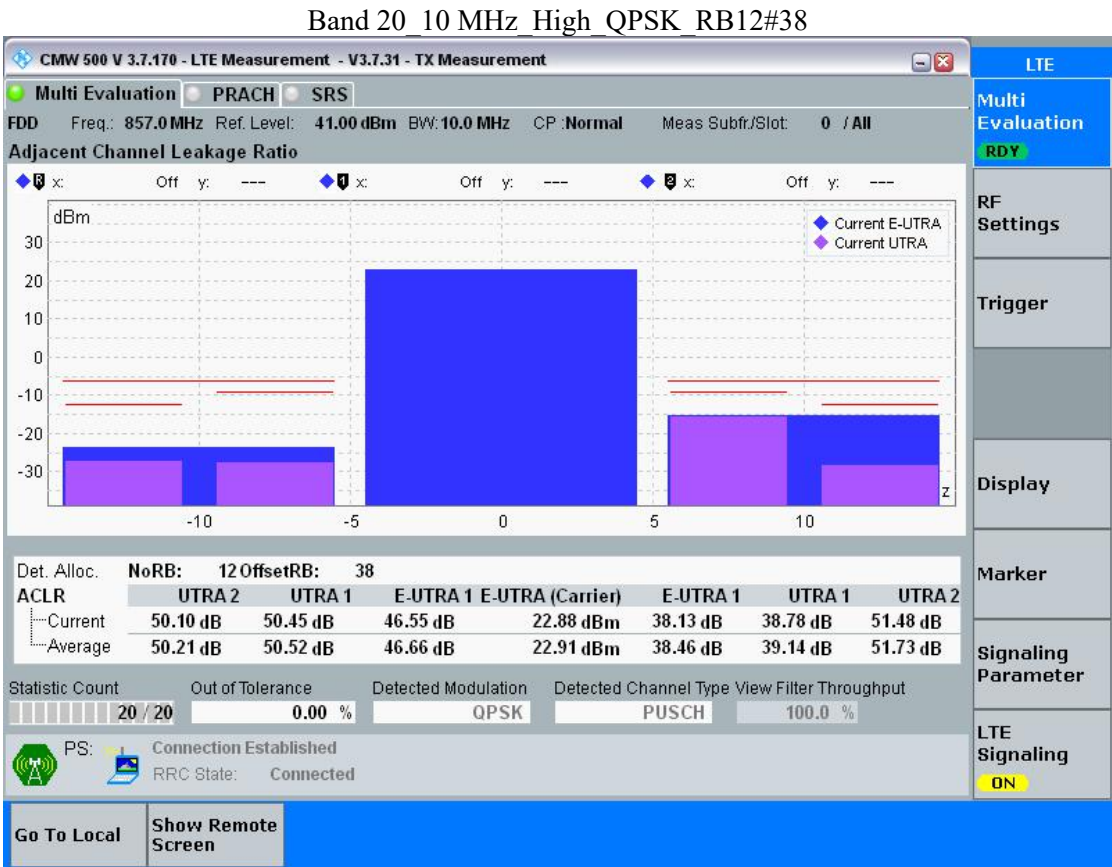 Band 20_10 MHz_High_QPSK_RB12#38
CMW 500 V 3.7.170 - LTE Measurement - V3.7.31 - TX Measurement
LTE
Multi Evaluation PRACH SRS
FDD Freq.: 857.0 MHz Ref. Level: 41.00 dBm BW: 10.0 MHz CP :Normal Meas Subfr./Slot: 0 / All
Adjacent Channel Leakage Ratio
R x: Off y: --- 1 x: Off y: --- 2 x: Off y: ---
dBm
Current E-UTRA
Current UTRA
30
20
10
0
-10
-20
-30
z
-10 -5 0 5 10
Det. Alloc. NoRB: 12 OffsetRB: 38
ACLR UTRA 2 UTRA 1 E-UTRA 1 E-UTRA (Carrier) E-UTRA 1 UTRA 1 UTRA 2
Current 50.10 dB 50.45 dB 46.55 dB 22.88 dBm 38.13 dB 38.78 dB 51.48 dB
Average 50.21 dB 50.52 dB 46.66 dB 22.91 dBm 38.46 dB 39.14 dB 51.73 dB
Statistic Count Out of Tolerance Detected Modulation Detected Channel Type View Filter Throughput
20 / 20 0.00 % QPSK PUSCH 100.0 %
PS: Connection Established
RRC State: Connected
Multi
Evaluation
RDY
RF
Settings
Trigger
Display
Marker
Signaling
Parameter
LTE
Signaling
ON
Go To Local
Show Remote
Screen